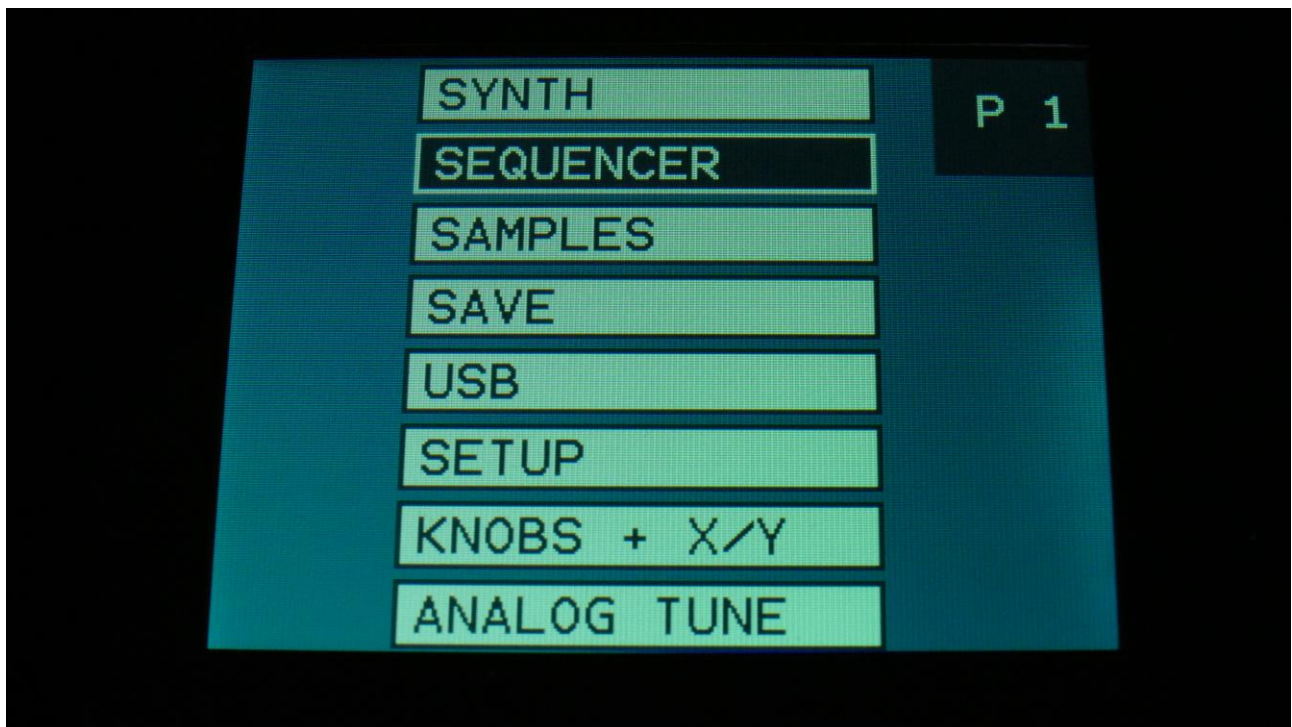 SYNTH
P 1
SEQUENCER
SAMPLES
SAVE
USB
SETUP
KNOBS + X/Y
ANALOG TUNE